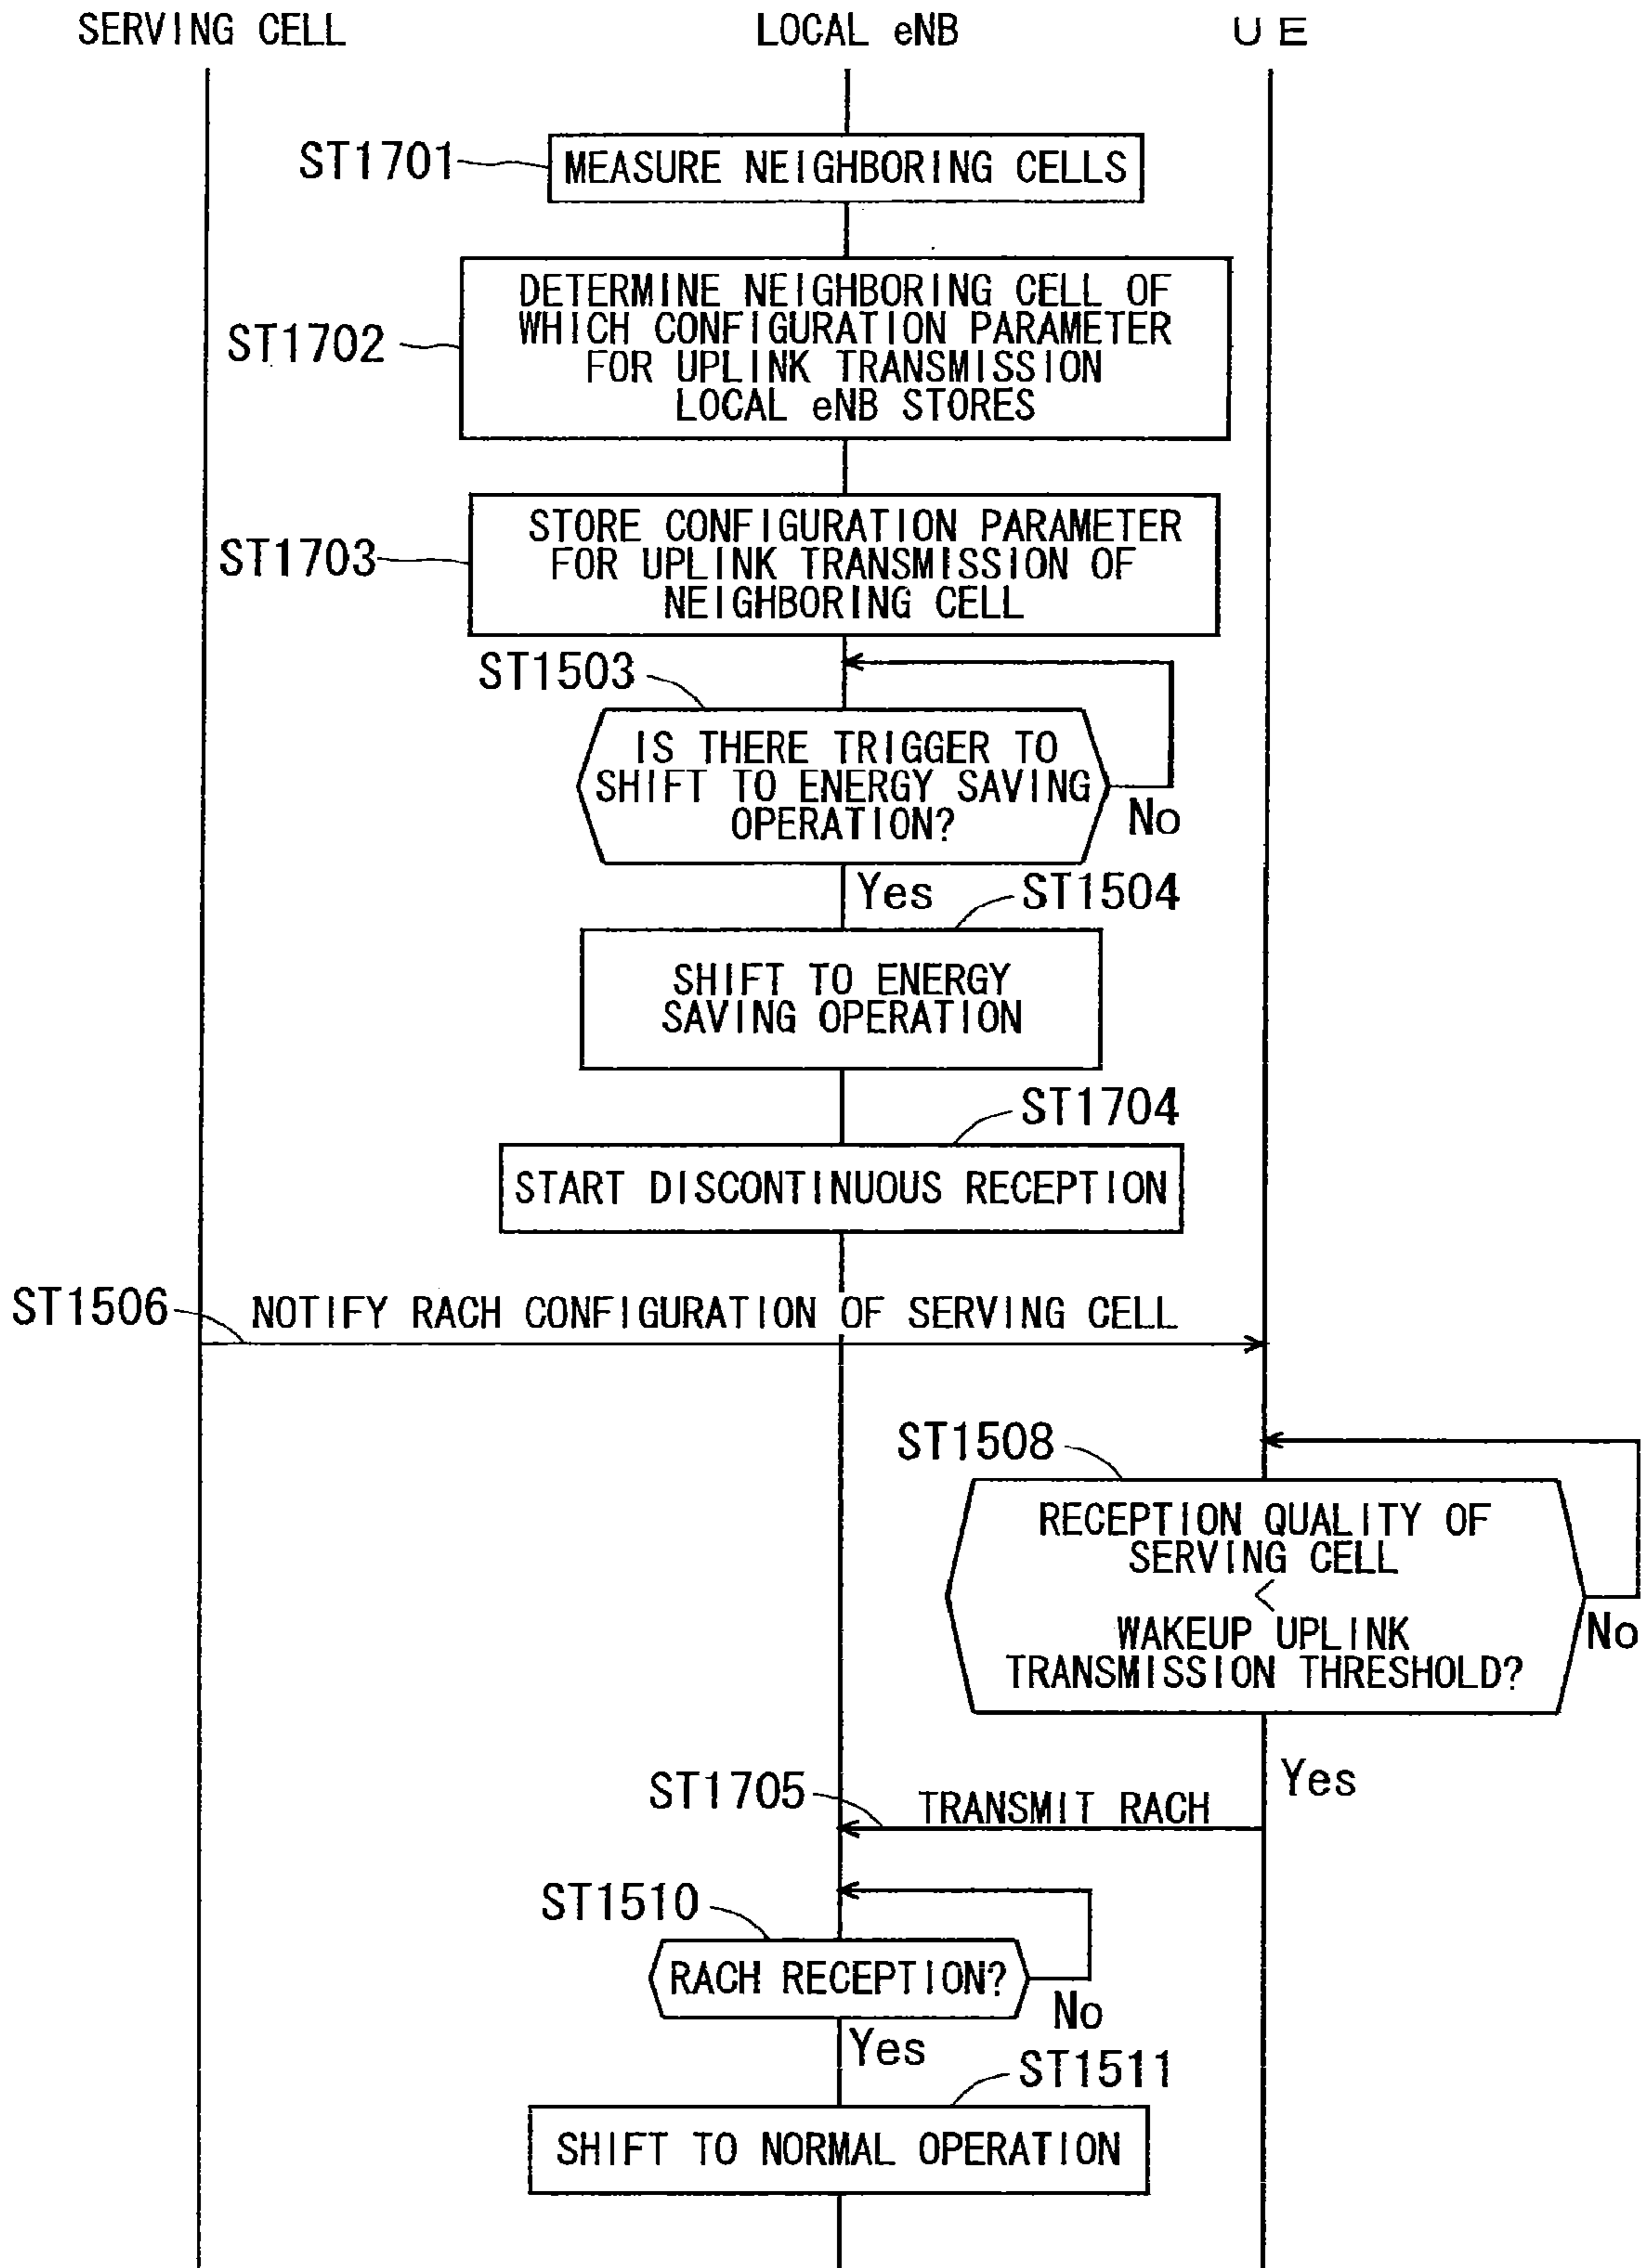 SERVING CELL
LOCAL eNB
UE
ST1701
MEASURE NEIGHBORING CELLS
ST1702
DETERMINE NEIGHBORING CELL OF
WHICH CONFIGURATION PARAMETER
FOR UPLINK TRANSMISSION
LOCAL eNB STORES
ST1703
STORE CONFIGURATION PARAMETER
FOR UPLINK TRANSMISSION OF
NEIGHBORING CELL
ST1503
IS THERE TRIGGER TO
SHIFT TO ENERGY SAVING
OPERATION?
No
Yes
ST1504
SHIFT TO ENERGY
SAVING OPERATION
ST1704
START DISCONTINUOUS RECEPTION
ST1506
NOTIFY RACH CONFIGURATION OF SERVING CELL
ST1508
RECEPTION QUALITY OF
SERVING CELL
<
WAKEUP UPLINK
TRANSMISSION THRESHOLD?
No
Yes
ST1705
TRANSMIT RACH
ST1510
RACH RECEPTION?
No
Yes
ST1511
SHIFT TO NORMAL OPERATION